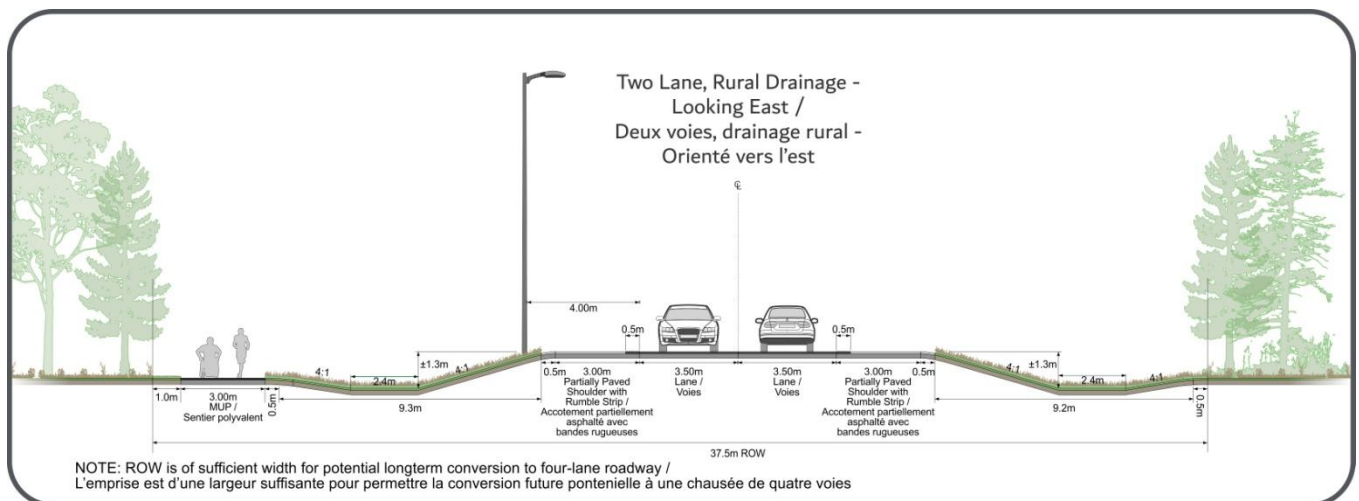 Two Lane, Rural Drainage -
Looking East /
Deux voies, drainage rural -
Orienté vers l'est
℄
4.00m
0.5m
0.5m
4:1
±1.3m
4:1
2.4m
4:1
±1.3m
2.4m
4:1
1.0m
3.00m
MUP /
Sentier polyvalent
0.5m
9.3m
0.5m
3.00m
Partially Paved
Shoulder with
Rumble Strip /
Accotement partiellement
asphalté avec
bandes rugueuses
3.50m
Lane /
Voies
3.50m
Lane /
Voies
3.00m
Partially Paved
Shoulder with
Rumble Strip /
Accotement partiellement
asphalté avec
bandes rugueuses
0.5m
9.2m
0.5m
37.5m ROW
NOTE: ROW is of sufficient width for potential longterm conversion to four-lane roadway /
L'emprise est d'une largeur suffisante pour permettre la conversion future pontenielle à une chausée de quatre voies